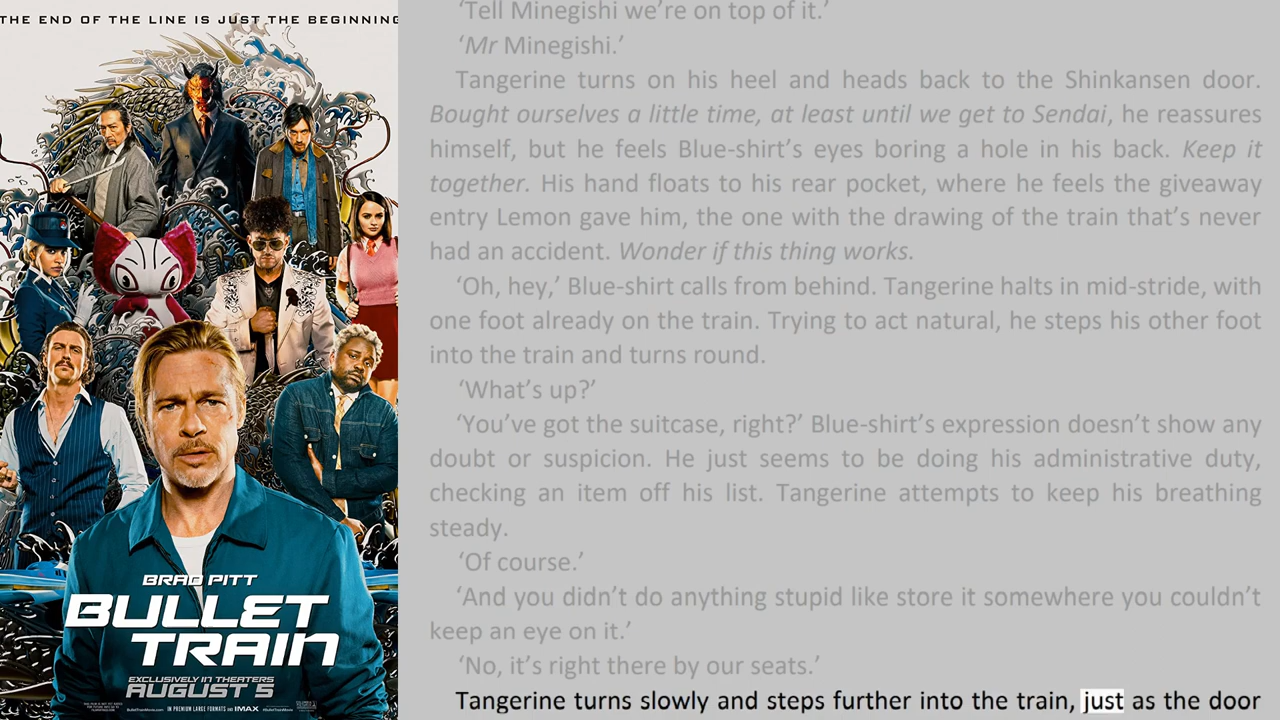 THE END OF THE LINE IS JUST THE BEGINNING
BRAD PITT
BULLET
TRAIN
EXCLUSIVELY IN THEATERS
AUGUST 5
BulletTrainMovie.com
IN PREMIUM LARGE FORMATS AND IMAX
#BulletTrainMovie
‘Tell Minegishi we’re on top of it.’
‘Mr Minegishi.’
Tangerine turns on his heel and heads back to the Shinkansen door.
Bought ourselves a little time, at least until we get to Sendai, he reassures
himself, but he feels Blue-shirt’s eyes boring a hole in his back. Keep it
together. His hand floats to his rear pocket, where he feels the giveaway
entry Lemon gave him, the one with the drawing of the train that’s never
had an accident. Wonder if this thing works.
‘Oh, hey,’ Blue-shirt calls from behind. Tangerine halts in mid-stride, with
one foot already on the train. Trying to act natural, he steps his other foot
into the train and turns round.
‘What’s up?’
‘You’ve got the suitcase, right?’ Blue-shirt’s expression doesn’t show any
doubt or suspicion. He just seems to be doing his administrative duty,
checking an item off his list. Tangerine attempts to keep his breathing
steady.
‘Of course.’
‘And you didn’t do anything stupid like store it somewhere you couldn’t
keep an eye on it.’
‘No, it’s right there by our seats.’
Tangerine turns slowly and steps further into the train, just as the door